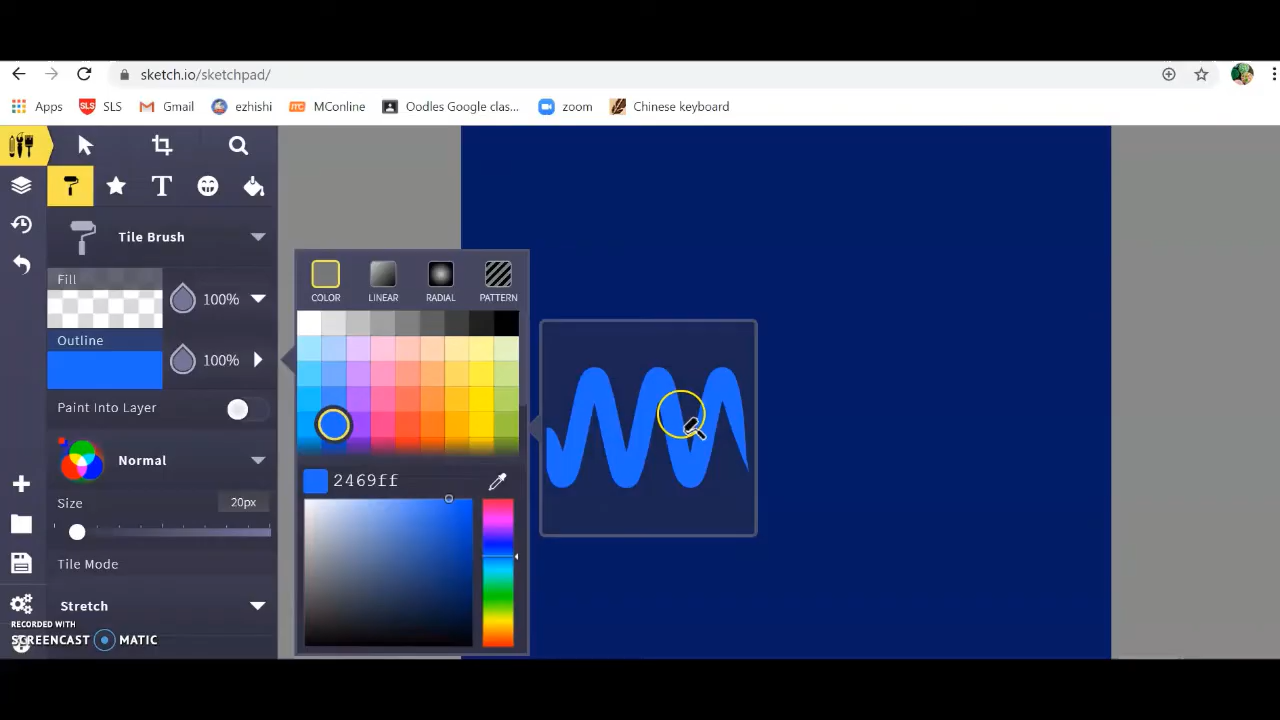 sketch.io/sketchpad/
Apps SLS Gmail ezhishi MConline Oodles Google clas... zoom Chinese keyboard
T
Tile Brush
Fill
100%
Outline
100%
Paint Into Layer
Normal
Size 20px
Tile Mode
Stretch
COLOR LINEAR RADIAL PATTERN
2469ff
RECORDED WITH
SCREENCAST MATIC